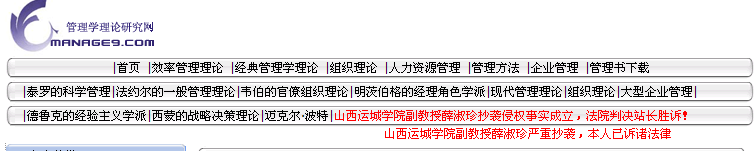 管理学理论研究网
MANAGE9.COM
|首页 |效率管理理论 |经典管理学理论 |组织理论 |人力资源管理 |管理方法 |企业管理 |管理书下载
|泰罗的科学管理|法约尔的一般管理理论|韦伯的官僚组织理论|明茨伯格的经理角色学派|现代管理理论|组织理论|大型企业管理|
|德鲁克的经验主义学派|西蒙的战略决策理论|迈克尔·波特|山西运城学院副教授薛淑珍抄袭侵权事实成立，法院判决站长胜诉！
山西运城学院副教授薛淑珍严重抄袭，本人已诉诸法律